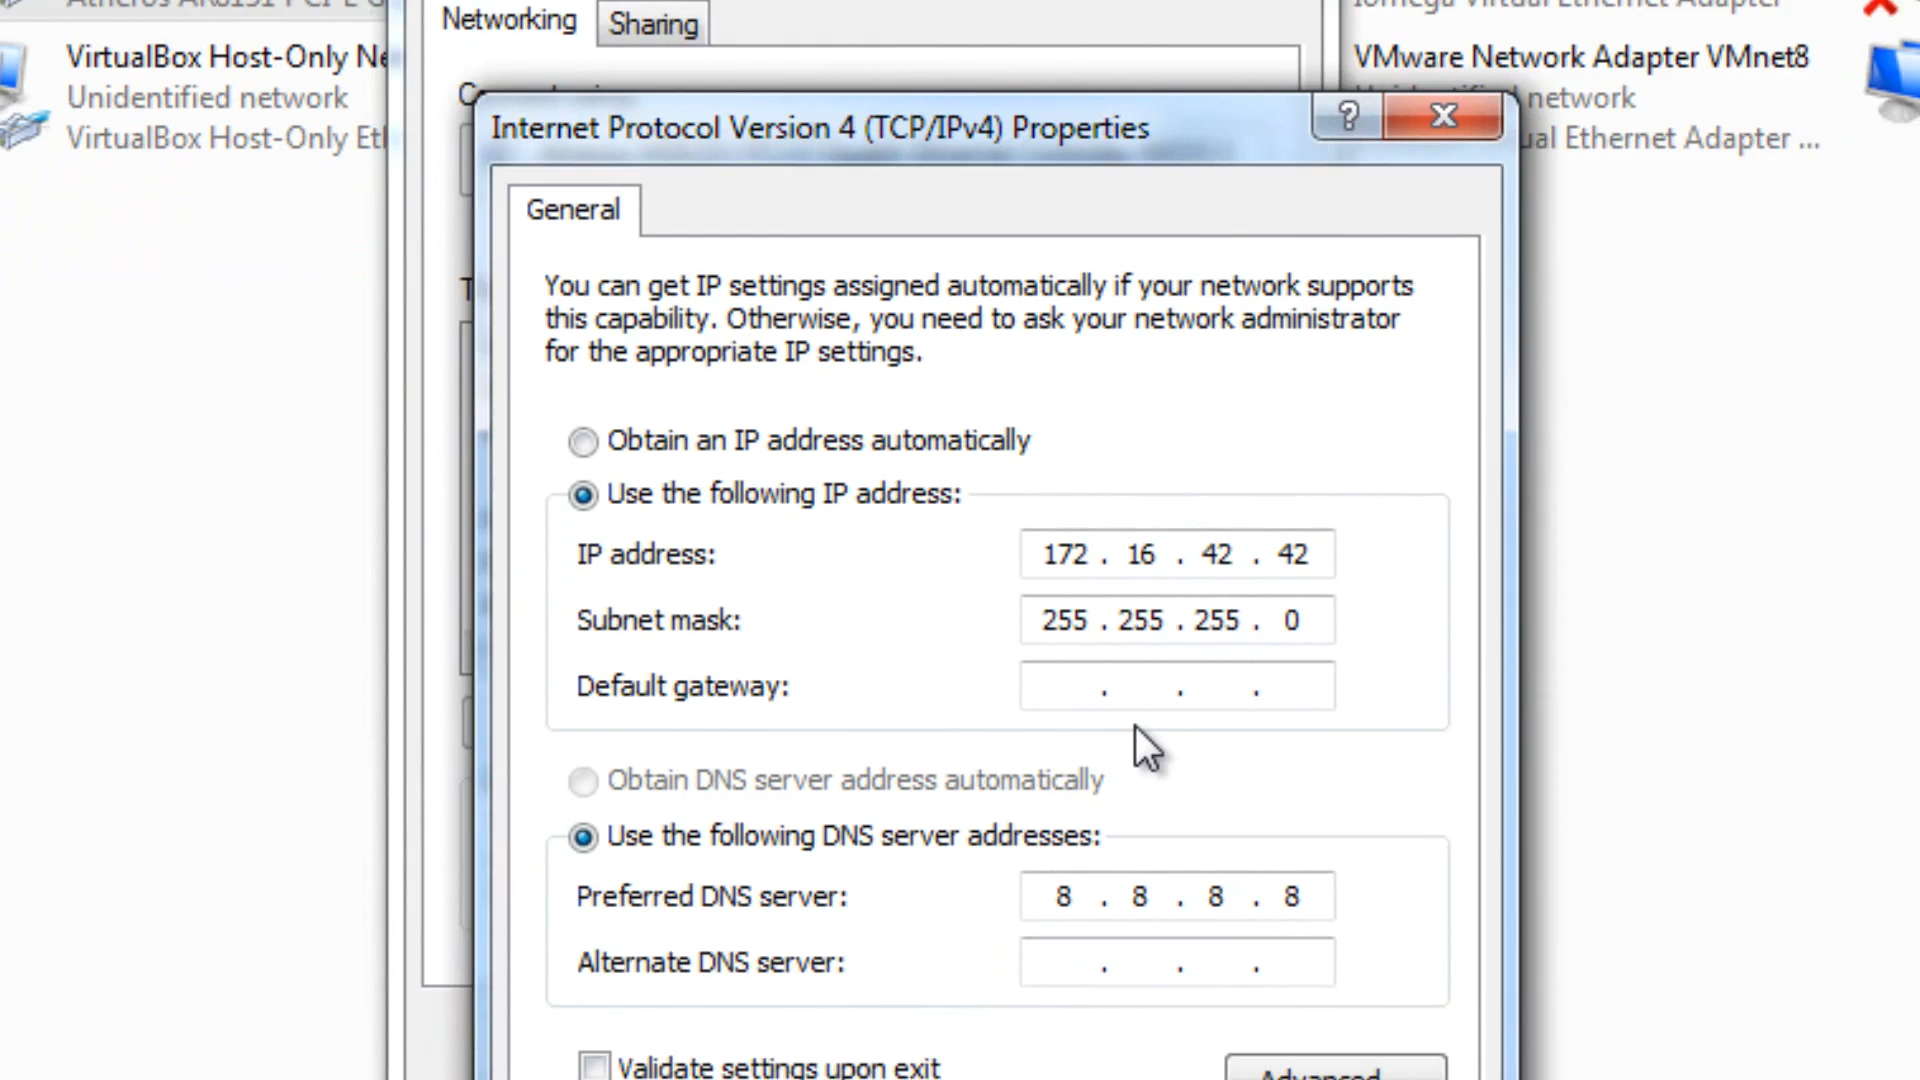 Networking
Sharing
VirtualBox Host-Only Ne
Unidentified network
VirtualBox Host-Only Etl
VMware Network Adapter VMnet8
network
ual Ethernet Adapter ...
Internet Protocol Version 4 (TCP/IPv4) Properties
General
You can get IP settings assigned automatically if your network supports
this capability. Otherwise, you need to ask your network administrator
for the appropriate IP settings.
Obtain an IP address automatically
Use the following IP address:
IP address: 172 . 16 . 42 . 42
Subnet mask: 255 . 255 . 255 . 0
Default gateway: . . .
Obtain DNS server address automatically
Use the following DNS server addresses:
Preferred DNS server: 8 . 8 . 8 . 8
Alternate DNS server: . . .
Validate settings upon exit
Advanced